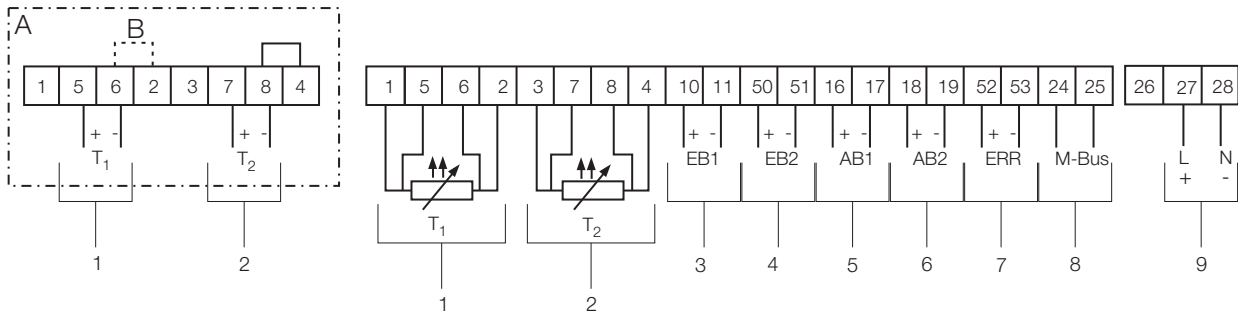 A
B
1 5 6 2 3 7 8 4
+ - + -
T1 T2
1 2
1 5 6 2 3 7 8 4 10 11 50 51 16 17 18 19 52 53 24 25 26 27 28
+ - + - + - + - + -
EB1 EB2 AB1 AB2 ERR M-Bus L N
+ -
T1 T2
3 4 5 6 7 8 9
1 2